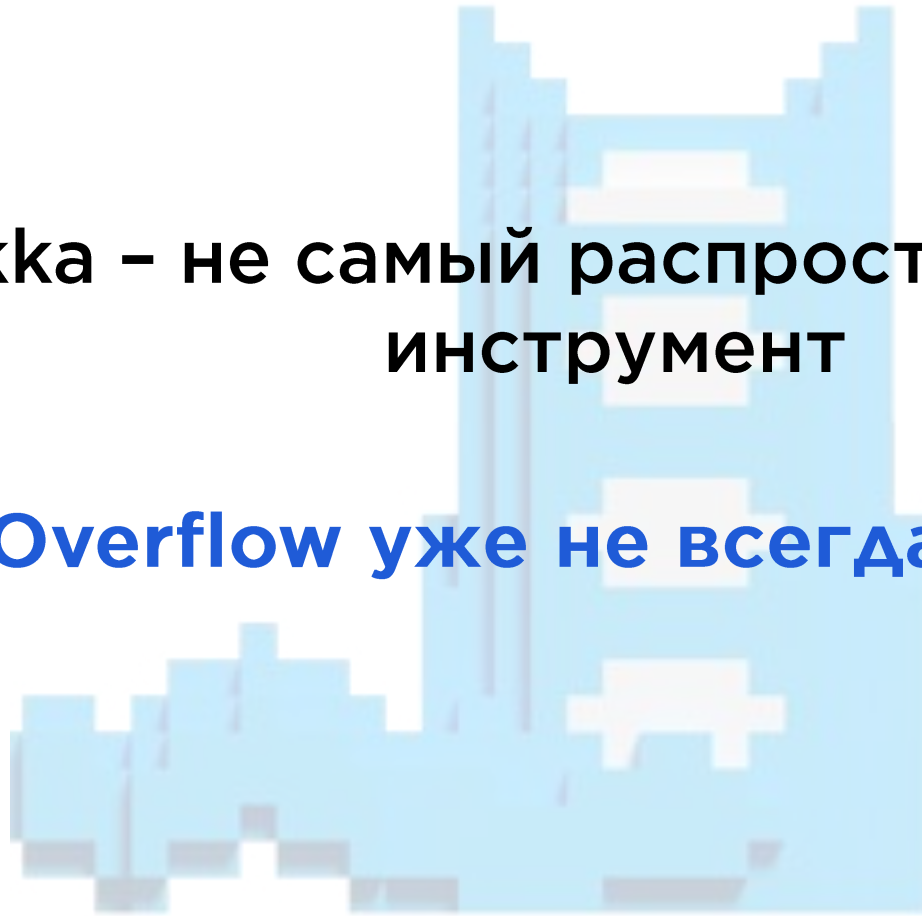 kka – не самый распрост
инструмент
Overflow уже не всегда